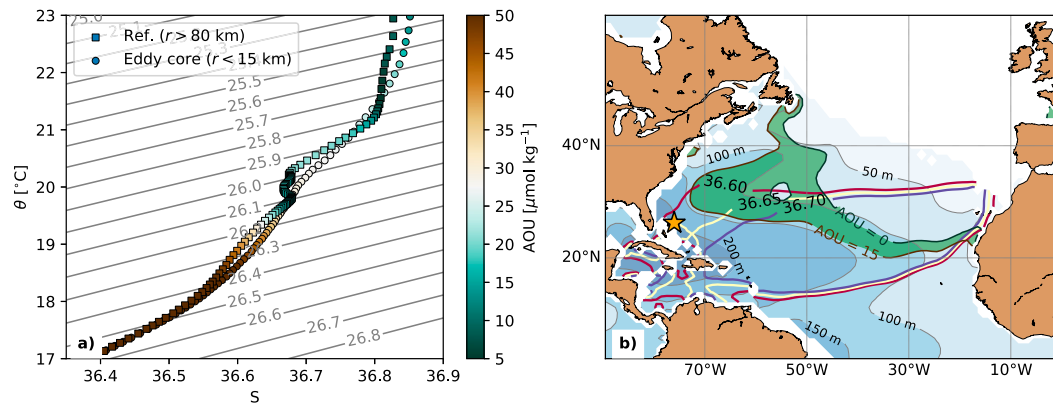 23
22
21
20
19
18
17
θ [°C]
36.4
36.5
36.6
36.7
36.8
36.9
S
Ref. (r > 80 km)
Eddy core (r < 15 km)
25.3
25.5
25.6
25.7
25.8
25.9
26.0
26.1
26.3
26.4
26.5
26.6
26.7
26.8
a)
50
45
40
35
30
25
20
15
10
5
AOU [μmol kg⁻¹]
40°N
20°N
70°W
50°W
30°W
10°W
100 m
50 m
36.60
36.65
36.70
AOU = 0
AOU = 15
200 m
150 m
100 m
b)